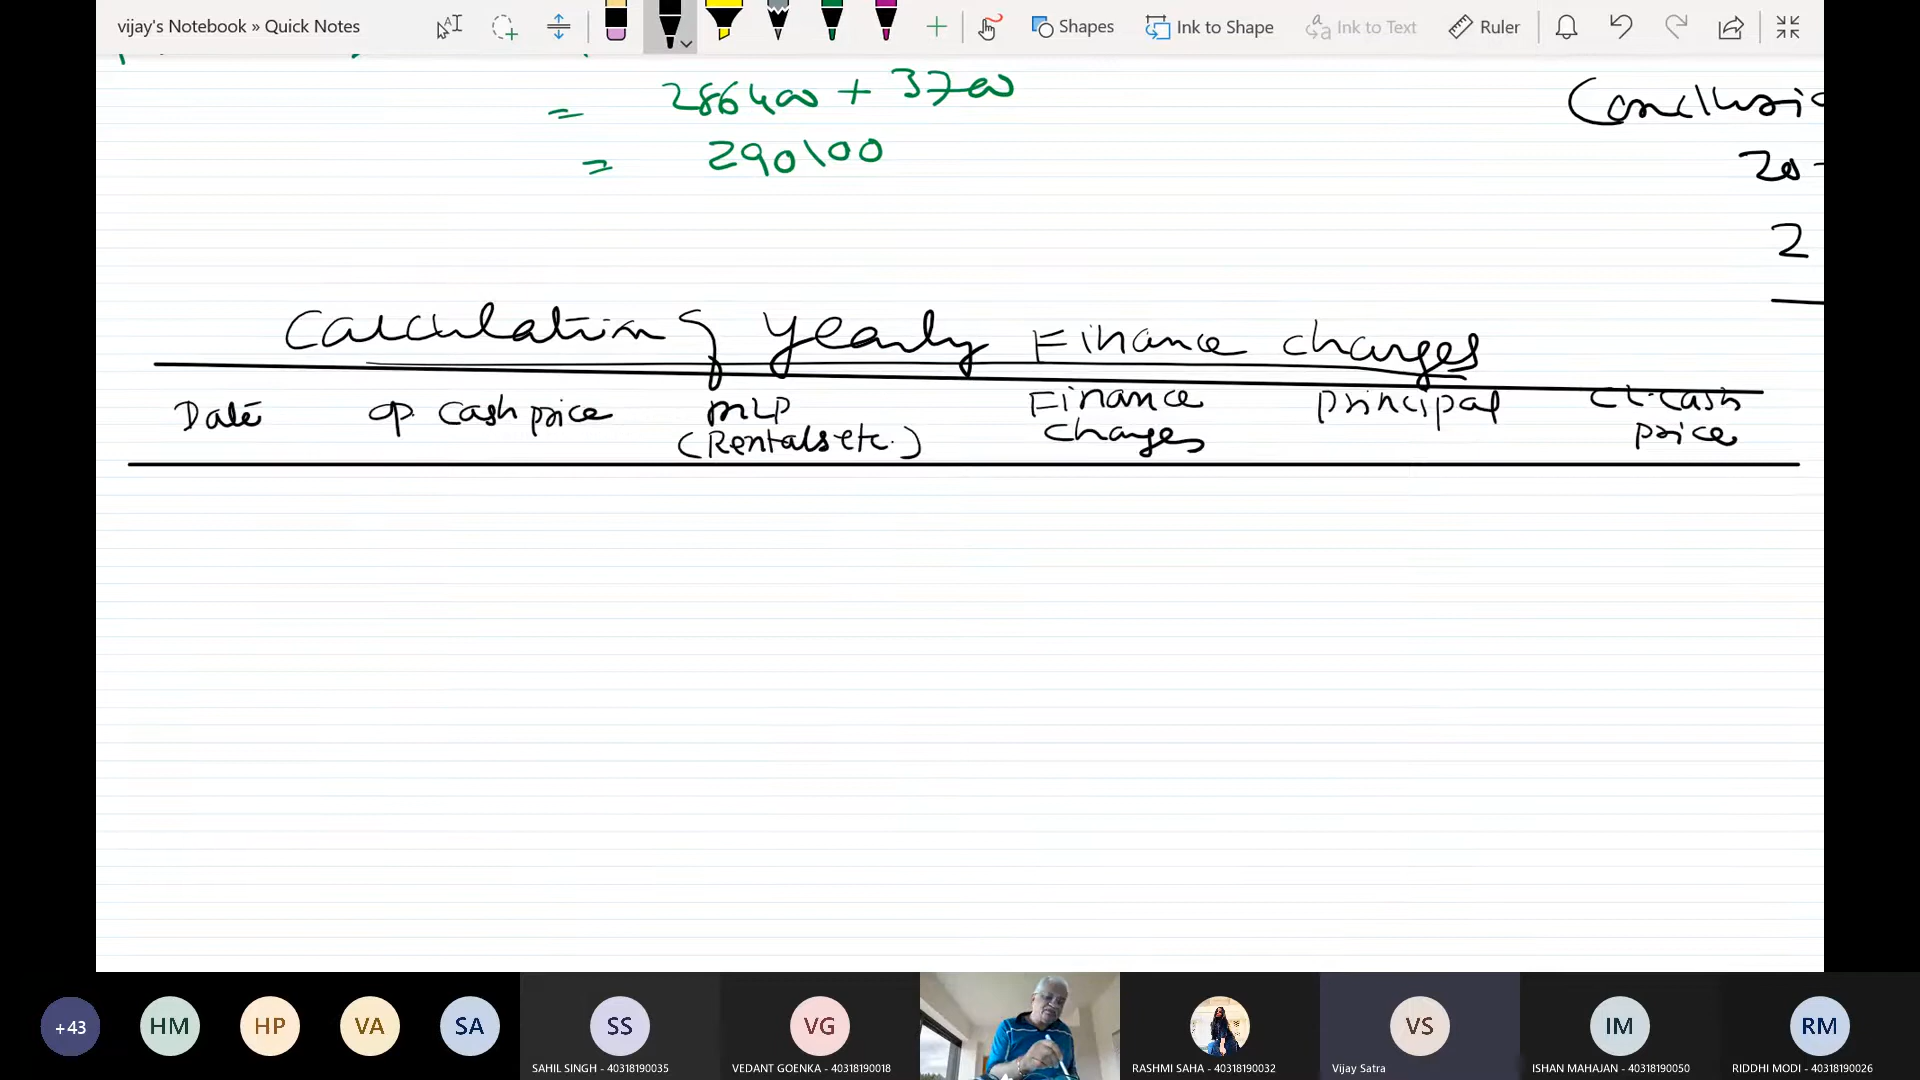 vijay's Notebook » Quick Notes
Shapes
Ink to Shape
Ink to Text
Ruler
= 286400 + 3700
= 290100
20
2
Calculation of yearly Finance charges
Date op. Cash price MLP (Rentals etc.) Finance charges principal cl. cash price
+43
HM
HP
VA
SA
SS
VG
VS
IM
RM
SAHIL SINGH - 40318190035
VEDANT GOENKA - 40318190018
RASHMI SAHA - 40318190032
Vijay Satra
ISHAN MAHAJAN - 40318190050
RIDDHI MODI - 40318190026